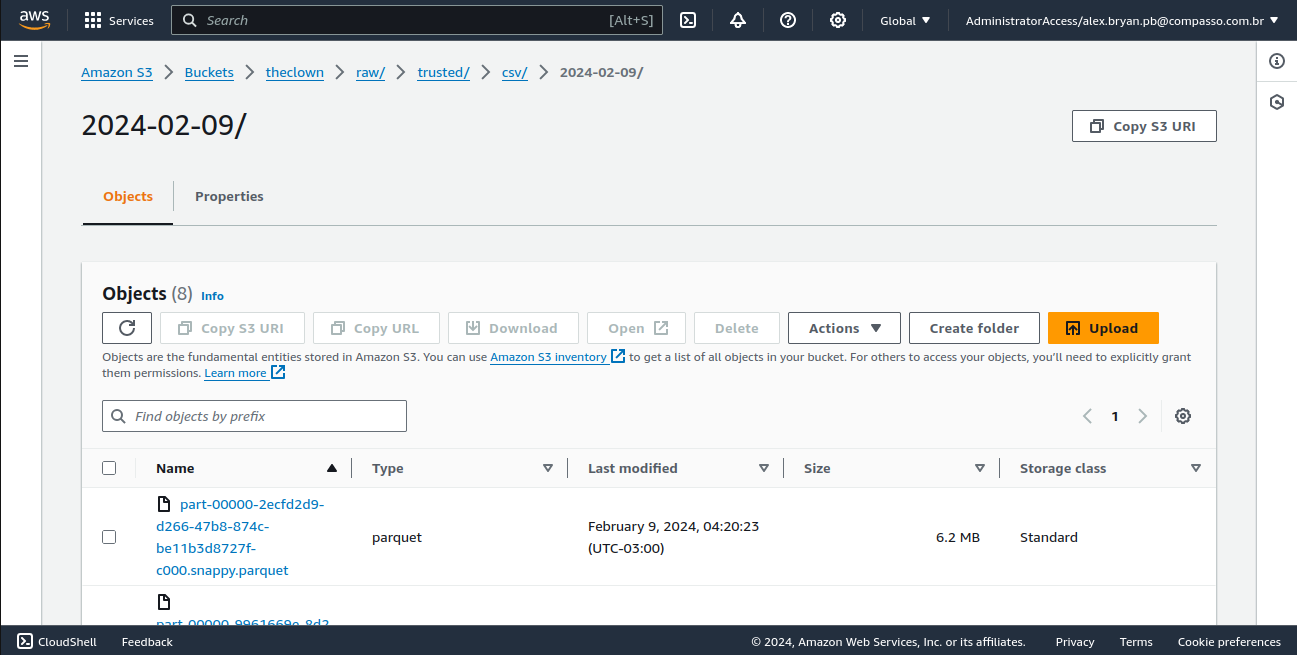 aws Services Search [Alt+S] Global AdministratorAccess/alex.bryan.pb@compasso.com.br
Amazon S3 Buckets theclown raw/ trusted/ csv/ 2024-02-09/
2024-02-09/ Copy S3 URI
Objects Properties
Objects (8) Info
Copy S3 URI Copy URL Download Open Delete Actions Create folder Upload
Objects are the fundamental entities stored in Amazon S3. You can use Amazon S3 inventory to get a list of all objects in your bucket. For others to access your objects, you'll need to explicitly grant
them permissions. Learn more
Find objects by prefix 1
Name Type Last modified Size Storage class
part-00000-2ecfd2d9-
d266-47b8-874c-
be11b3d8727f-
c000.snappy.parquet
parquet
February 9, 2024, 04:20:23
(UTC-03:00)
6.2 MB
Standard
part-00000-9961669e-8d2
CloudShell Feedback © 2024, Amazon Web Services, Inc. or its affiliates. Privacy Terms Cookie preferences